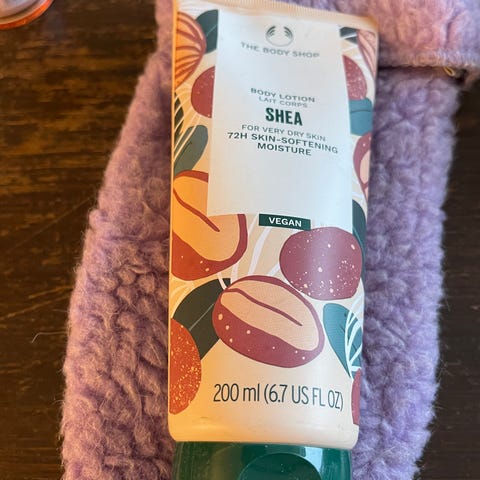 THE BODY SHOP
BODY LOTION
LAIT CORPS
SHEA
FOR VERY DRY SKIN
72H SKIN-SOFTENING
MOISTURE
VEGAN
200 ml (6.7 US FL OZ)